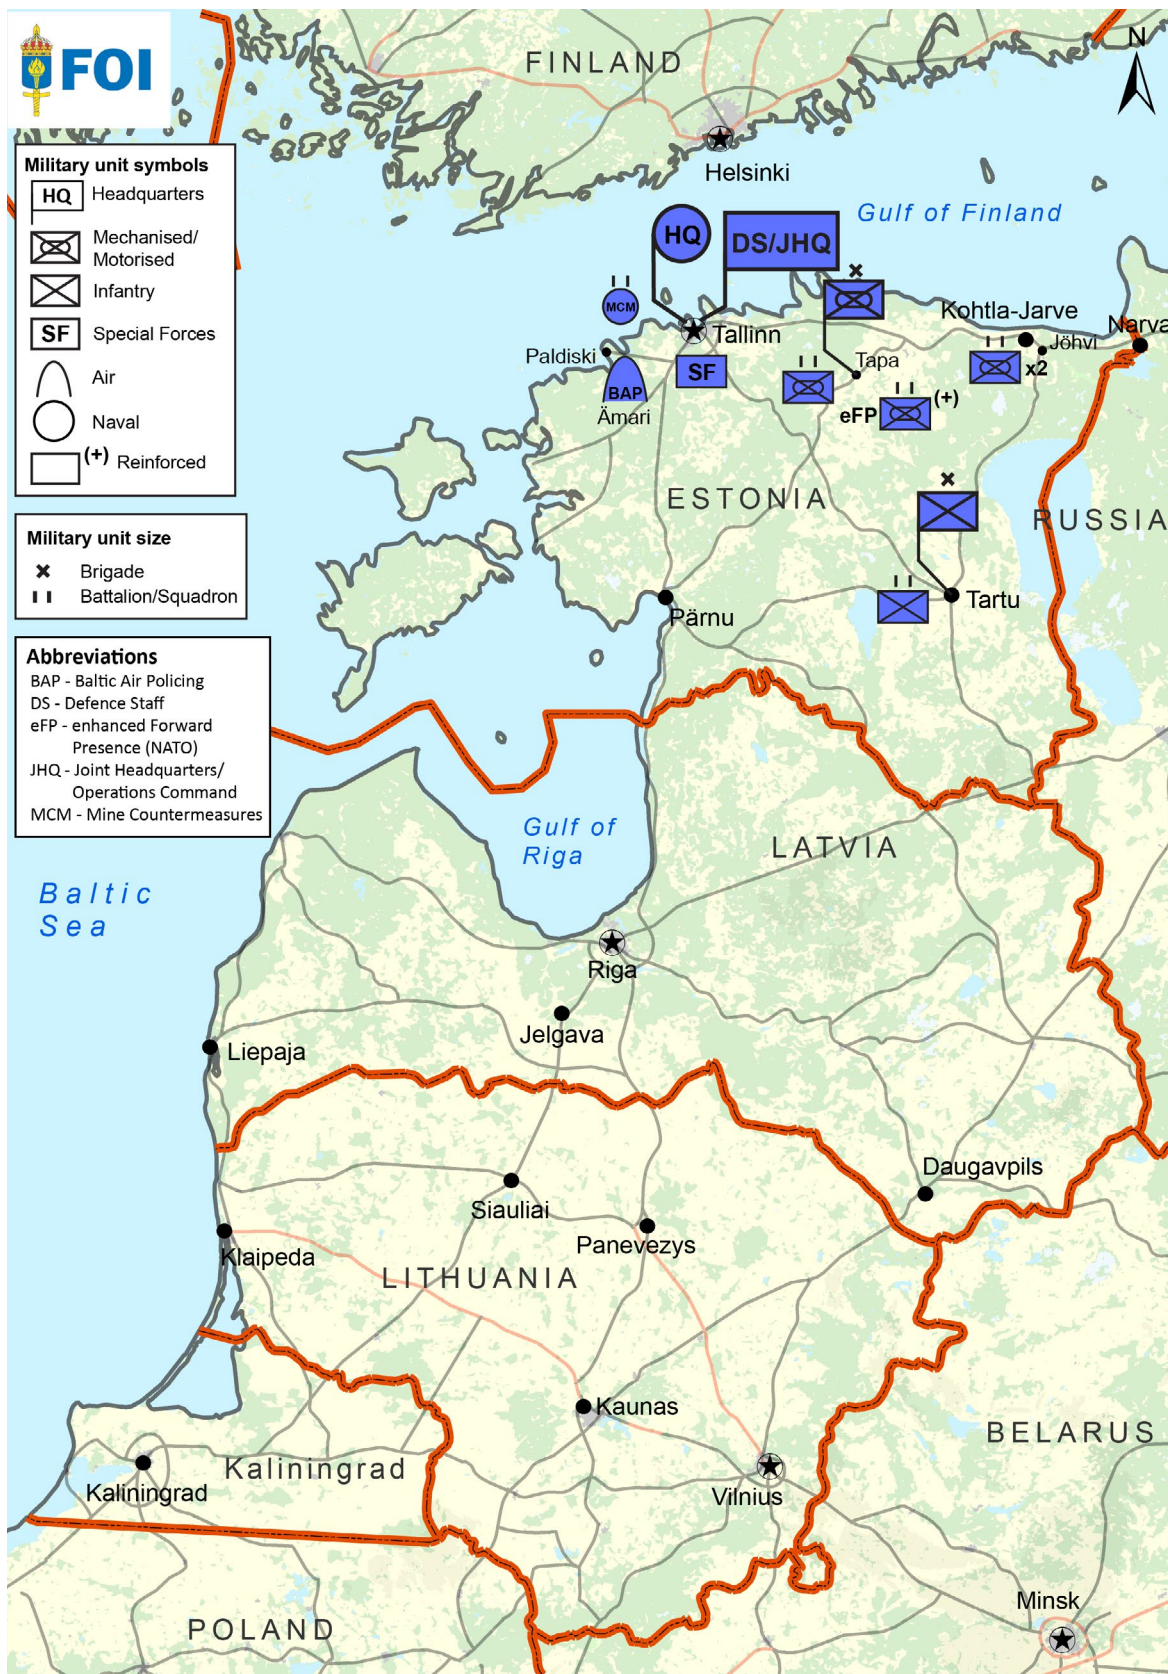 FOI
N
Military unit symbols
HQ Headquarters
Mechanised/
Motorised
Infantry
SF Special Forces
Air
Naval
(+) Reinforced
Military unit size
Brigade
Battalion/Squadron
Abbreviations
BAP - Baltic Air Policing
DS - Defence Staff
eFP - enhanced Forward
Presence (NATO)
JHQ - Joint Headquarters/
Operations Command
MCM - Mine Countermeasures
FINLAND
Helsinki
Gulf of Finland
HQ
DS/JHQ
MCM
Tallinn
Kohtla-Jarve
Narva
Jöhvi
Paldiski
SF
Tapa
x2
BAP
Ämari
eFP
(+)
ESTONIA
RUSSIA
Pärnu
Tartu
Gulf of
Riga
LATVIA
Baltic
Sea
Riga
Jelgava
Liepaja
Daugavpils
Siauliai
Panevezys
Klaipeda
LITHUANIA
Kaunas
BELARUS
Kaliningrad
Kaliningrad
Vilnius
Minsk
POLAND